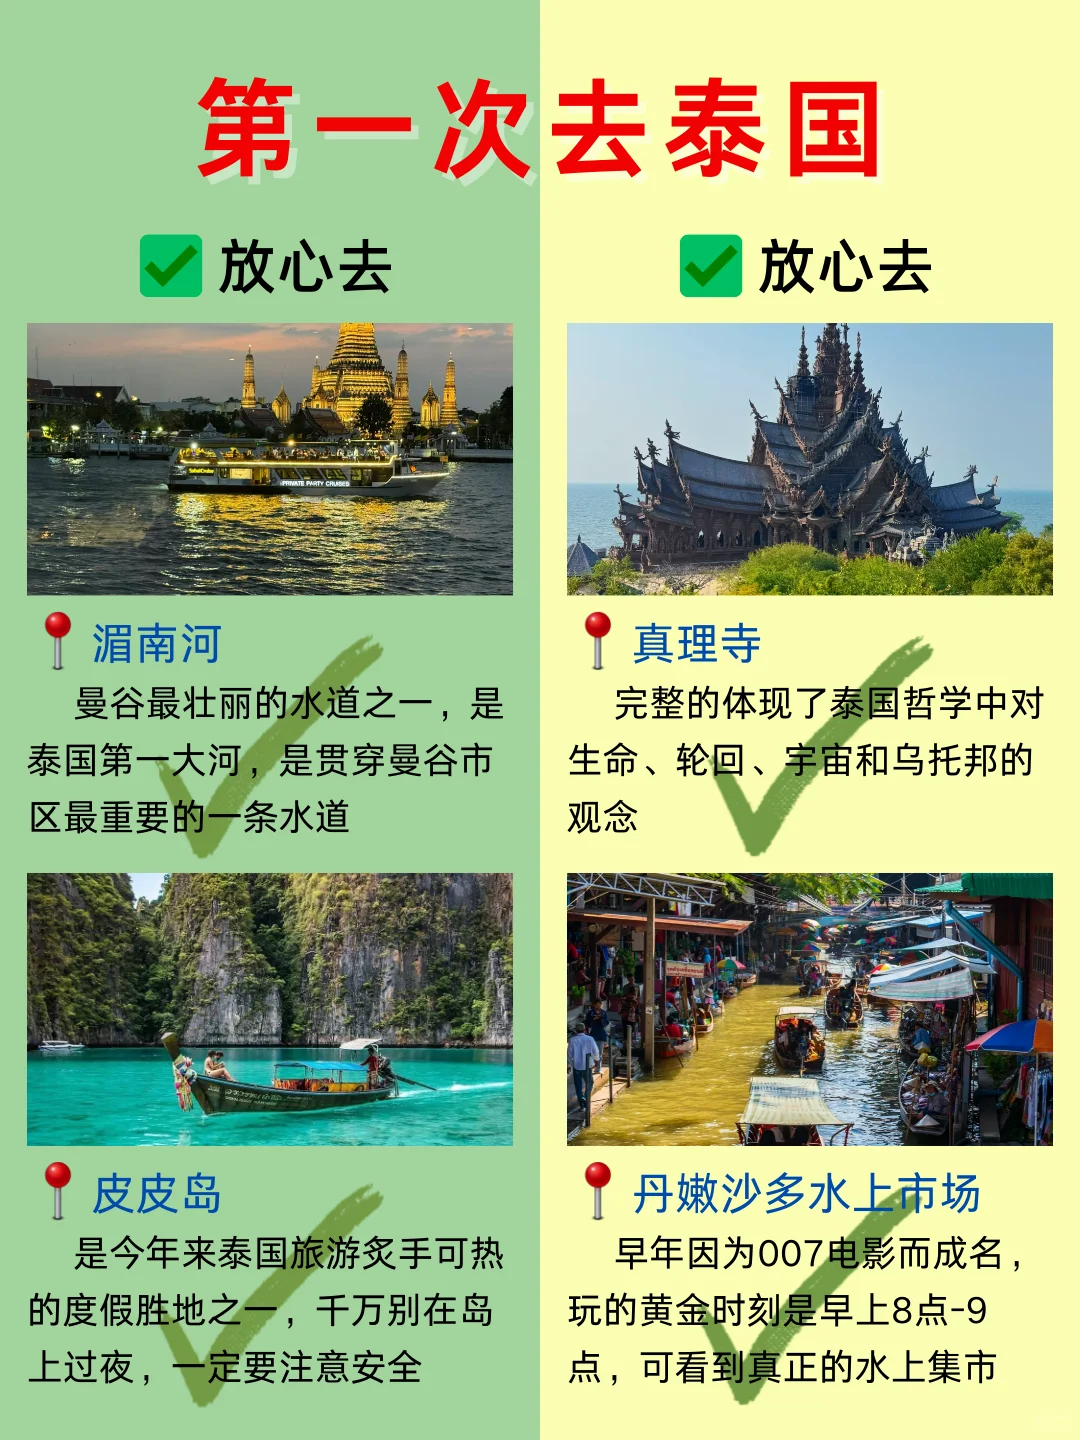 第一次去泰国
放心去
放心去
PRIVATE PARTY CRUISES
湄南河
曼谷最壮丽的水道之一，是
泰国第一大河，是贯穿曼谷市
区最重要的一条水道
真理寺
完整的体现了泰国哲学中对
生命、轮回、宇宙和乌托邦的
观念
皮皮岛
是今年来泰国旅游炙手可热
的度假胜地之一，千万别在岛
上过夜，一定要注意安全
丹嫩沙多水上市场
早年因为007电影而成名，
玩的黄金时刻是早上8点-9
点，可看到真正的水上集市